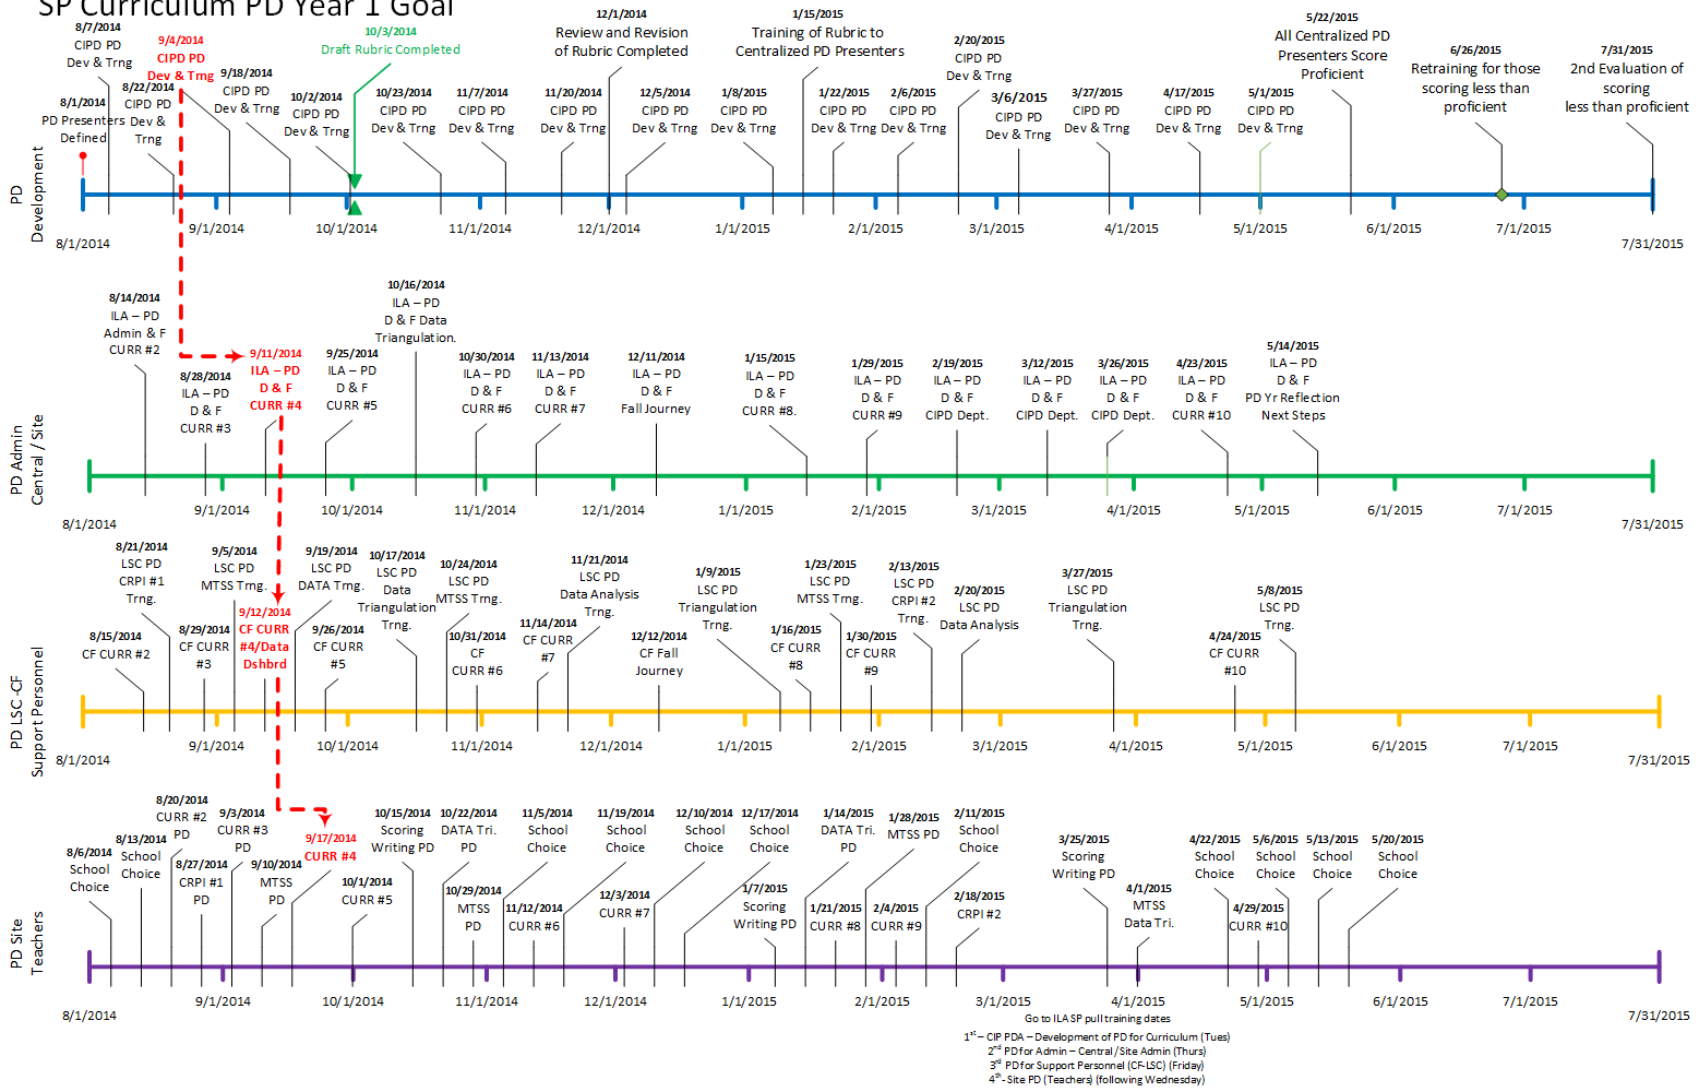 SP Curriculum PD Year 1 Goal
8/7/2014
CIPD PD
Dev & Trng
9/4/2014
CIPD PD
Dev & Trng
10/3/2014
Draft Rubric Completed
12/1/2014
Review and Revision
of Rubric Completed
1/15/2015
Training of Rubric to
Centralized PD Presenters
2/20/2015
CIPD PD
Dev & Trng
5/22/2015
All Centralized PD
Presenters Score
Proficient
6/26/2015
Retraining for those
scoring less than
proficient
7/31/2015
2nd Evaluation of
scoring
less than proficient
8/1/2014
PD Presenters
Defined
8/22/2014
CIPD PD
Dev &
Trng
9/18/2014
CIPD PD
Dev & Trng
10/2/2014
CIPD PD
Dev & Trng
10/23/2014
CIPD PD
Dev & Trng
11/7/2014
CIPD PD
Dev & Trng
11/20/2014
CIPD PD
Dev & Trng
12/5/2014
CIPD PD
Dev & Trng
1/8/2015
CIPD PD
Dev & Trng
1/22/2015
CIPD PD
Dev & Trng
2/6/2015
CIPD PD
Dev & Trng
3/6/2015
CIPD PD
Dev & Trng
3/27/2015
CIPD PD
Dev & Trng
4/17/2015
CIPD PD
Dev & Trng
5/1/2015
CIPD PD
Dev & Trng
PD
Development
8/1/2014
9/1/2014
10/1/2014
11/1/2014
12/1/2014
1/1/2015
2/1/2015
3/1/2015
4/1/2015
5/1/2015
6/1/2015
7/1/2015
7/31/2015
8/14/2014
ILA – PD
Admin & F
CURR #2
8/28/2014
ILA – PD
D & F
CURR #3
9/11/2014
ILA – PD
D & F
CURR #4
9/25/2014
ILA – PD
D & F
CURR #5
10/16/2014
ILA – PD
D & F Data
Triangulation.
10/30/2014
ILA – PD
D & F
CURR #6
11/13/2014
ILA – PD
D & F
CURR #7
12/11/2014
ILA – PD
D & F
Fall Journey
1/15/2015
ILA – PD
D & F
CURR #8.
1/29/2015
ILA – PD
D & F
CURR #9
2/19/2015
ILA – PD
D & F
CIPD Dept.
3/12/2015
ILA – PD
D & F
CIPD Dept.
3/26/2015
ILA – PD
D & F
CIPD Dept.
4/23/2015
ILA – PD
D & F
CURR #10
5/14/2015
ILA – PD
D & F
PD Yr Reflection
Next Steps
PD Admin
Central / Site
8/1/2014
9/1/2014
10/1/2014
11/1/2014
12/1/2014
1/1/2015
2/1/2015
3/1/2015
4/1/2015
5/1/2015
6/1/2015
7/1/2015
7/31/2015
8/15/2014
CF CURR #2
8/21/2014
LSC PD
CRPI #1
Trng.
8/29/2014
CF CURR
#3
9/5/2014
LSC PD
MTSS Trng.
9/12/2014
CF CURR
#4/Data
Dshbrd
9/19/2014
LSC PD
DATA Trng.
9/26/2014
CF CURR
#5
10/17/2014
LSC PD
Data
Triangulation
Trng.
10/24/2014
LSC PD
MTSS Trng.
10/31/2014
CF
CURR #6
11/14/2014
CF CURR
#7
11/21/2014
LSC PD
Data Analysis
Trng.
12/12/2014
CF Fall
Journey
1/9/2015
LSC PD
Triangulation
Trng.
1/16/2015
CF CURR
#8
1/23/2015
LSC PD
MTSS Trng.
1/30/2015
CF CURR
#9
2/13/2015
LSC PD
CRPI #2
Trng.
2/20/2015
LSC PD
Data Analysis
3/27/2015
LSC PD
Triangulation
Trng.
4/24/2015
CF CURR
#10
5/8/2015
LSC PD
Trng.
PD LSC -CF
Support Personnel
8/1/2014
9/1/2014
10/1/2014
11/1/2014
12/1/2014
1/1/2015
2/1/2015
3/1/2015
4/1/2015
5/1/2015
6/1/2015
7/1/2015
7/31/2015
8/6/2014
School
Choice
8/13/2014
School
Choice
8/20/2014
CURR #2
PD
8/27/2014
CRPI #1
PD
9/3/2014
CURR #3
PD
9/10/2014
MTSS
PD
9/17/2014
CURR #4
10/1/2014
CURR #5
10/15/2014
Scoring
Writing PD
10/22/2014
DATA Tri.
PD
10/29/2014
MTSS
PD
11/5/2014
School
Choice
11/12/2014
CURR #6
11/19/2014
School
Choice
12/3/2014
CURR #7
12/10/2014
School
Choice
12/17/2014
School
Choice
1/7/2015
Scoring
Writing PD
1/14/2015
DATA Tri.
PD
1/21/2015
CURR #8
1/28/2015
MTSS PD
2/4/2015
CURR #9
2/11/2015
School
Choice
2/18/2015
CRPI #2
3/25/2015
Scoring
Writing PD
4/1/2015
MTSS
Data Tri.
4/22/2015
School
Choice
4/29/2015
CURR #10
5/6/2015
School
Choice
5/13/2015
School
Choice
5/20/2015
School
Choice
PD Site
Teachers
8/1/2014
9/1/2014
10/1/2014
11/1/2014
12/1/2014
1/1/2015
2/1/2015
3/1/2015
4/1/2015
5/1/2015
6/1/2015
7/1/2015
7/31/2015
Go to ILA SP pull training dates
1st – CIP PDA – Development of PD for Curriculum (Tues)
2nd PD for Admin – Central /Site Admin (Thurs)
3rd PD for Support Personnel (CF-LSC) (Friday)
4th - Site PD (Teachers) (following Wednesday)